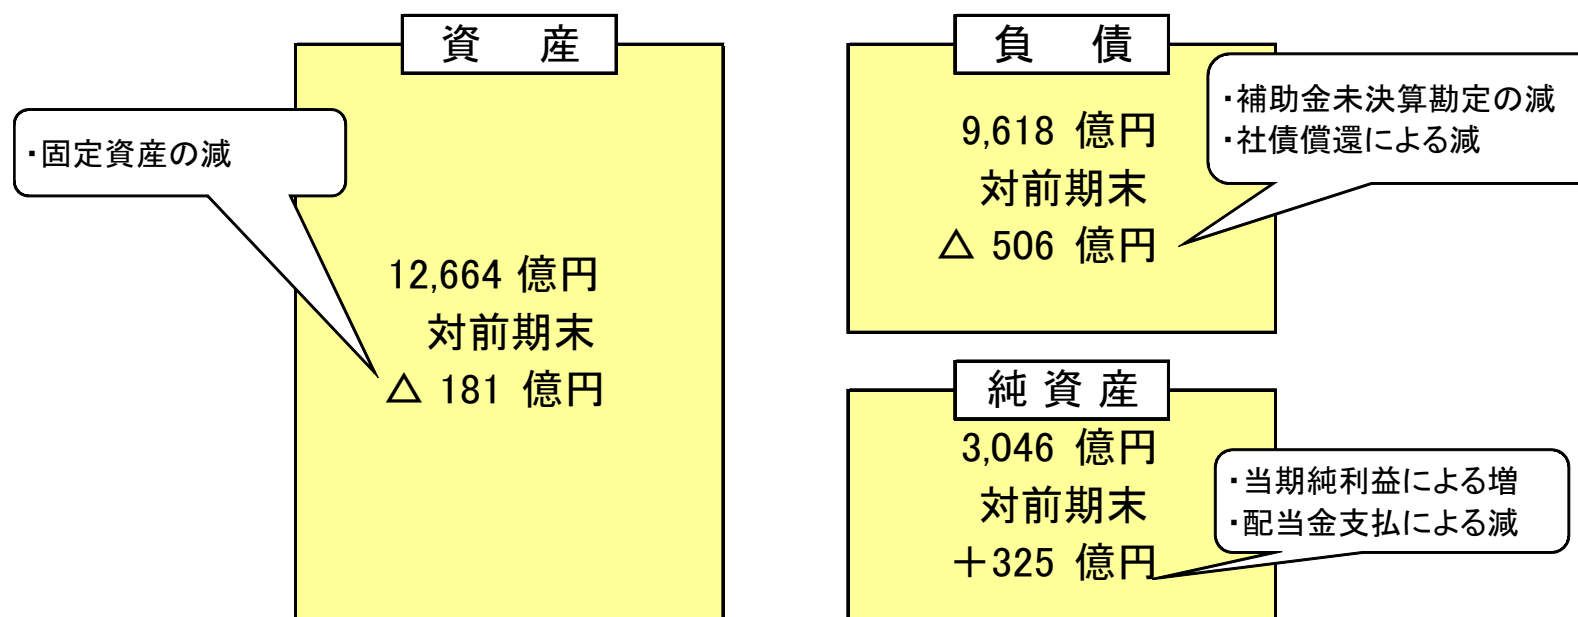 資　産
・固定資産の減
12,664 億円
対前期末
△ 181 億円
負　債
9,618 億円
対前期末
△ 506 億円
・補助金未決算勘定の減
・社債償還による減
純 資 産
3,046 億円
対前期末
＋325 億円
・当期純利益による増
・配当金支払による減